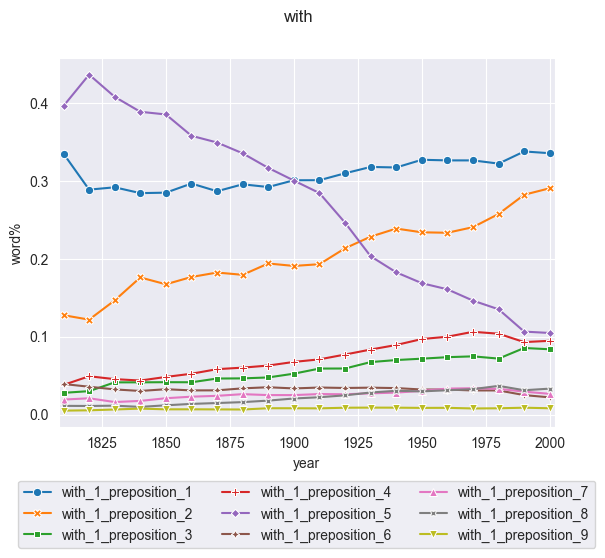 with
0.4
0.3
0.2
0.1
0.0
word%
1825 1850 1875 1900 1925 1950 1975 2000
year
with_1_preposition_1 with_1_preposition_4 with_1_preposition_7
with_1_preposition_2 with_1_preposition_5 with_1_preposition_8
with_1_preposition_3 with_1_preposition_6 with_1_preposition_9